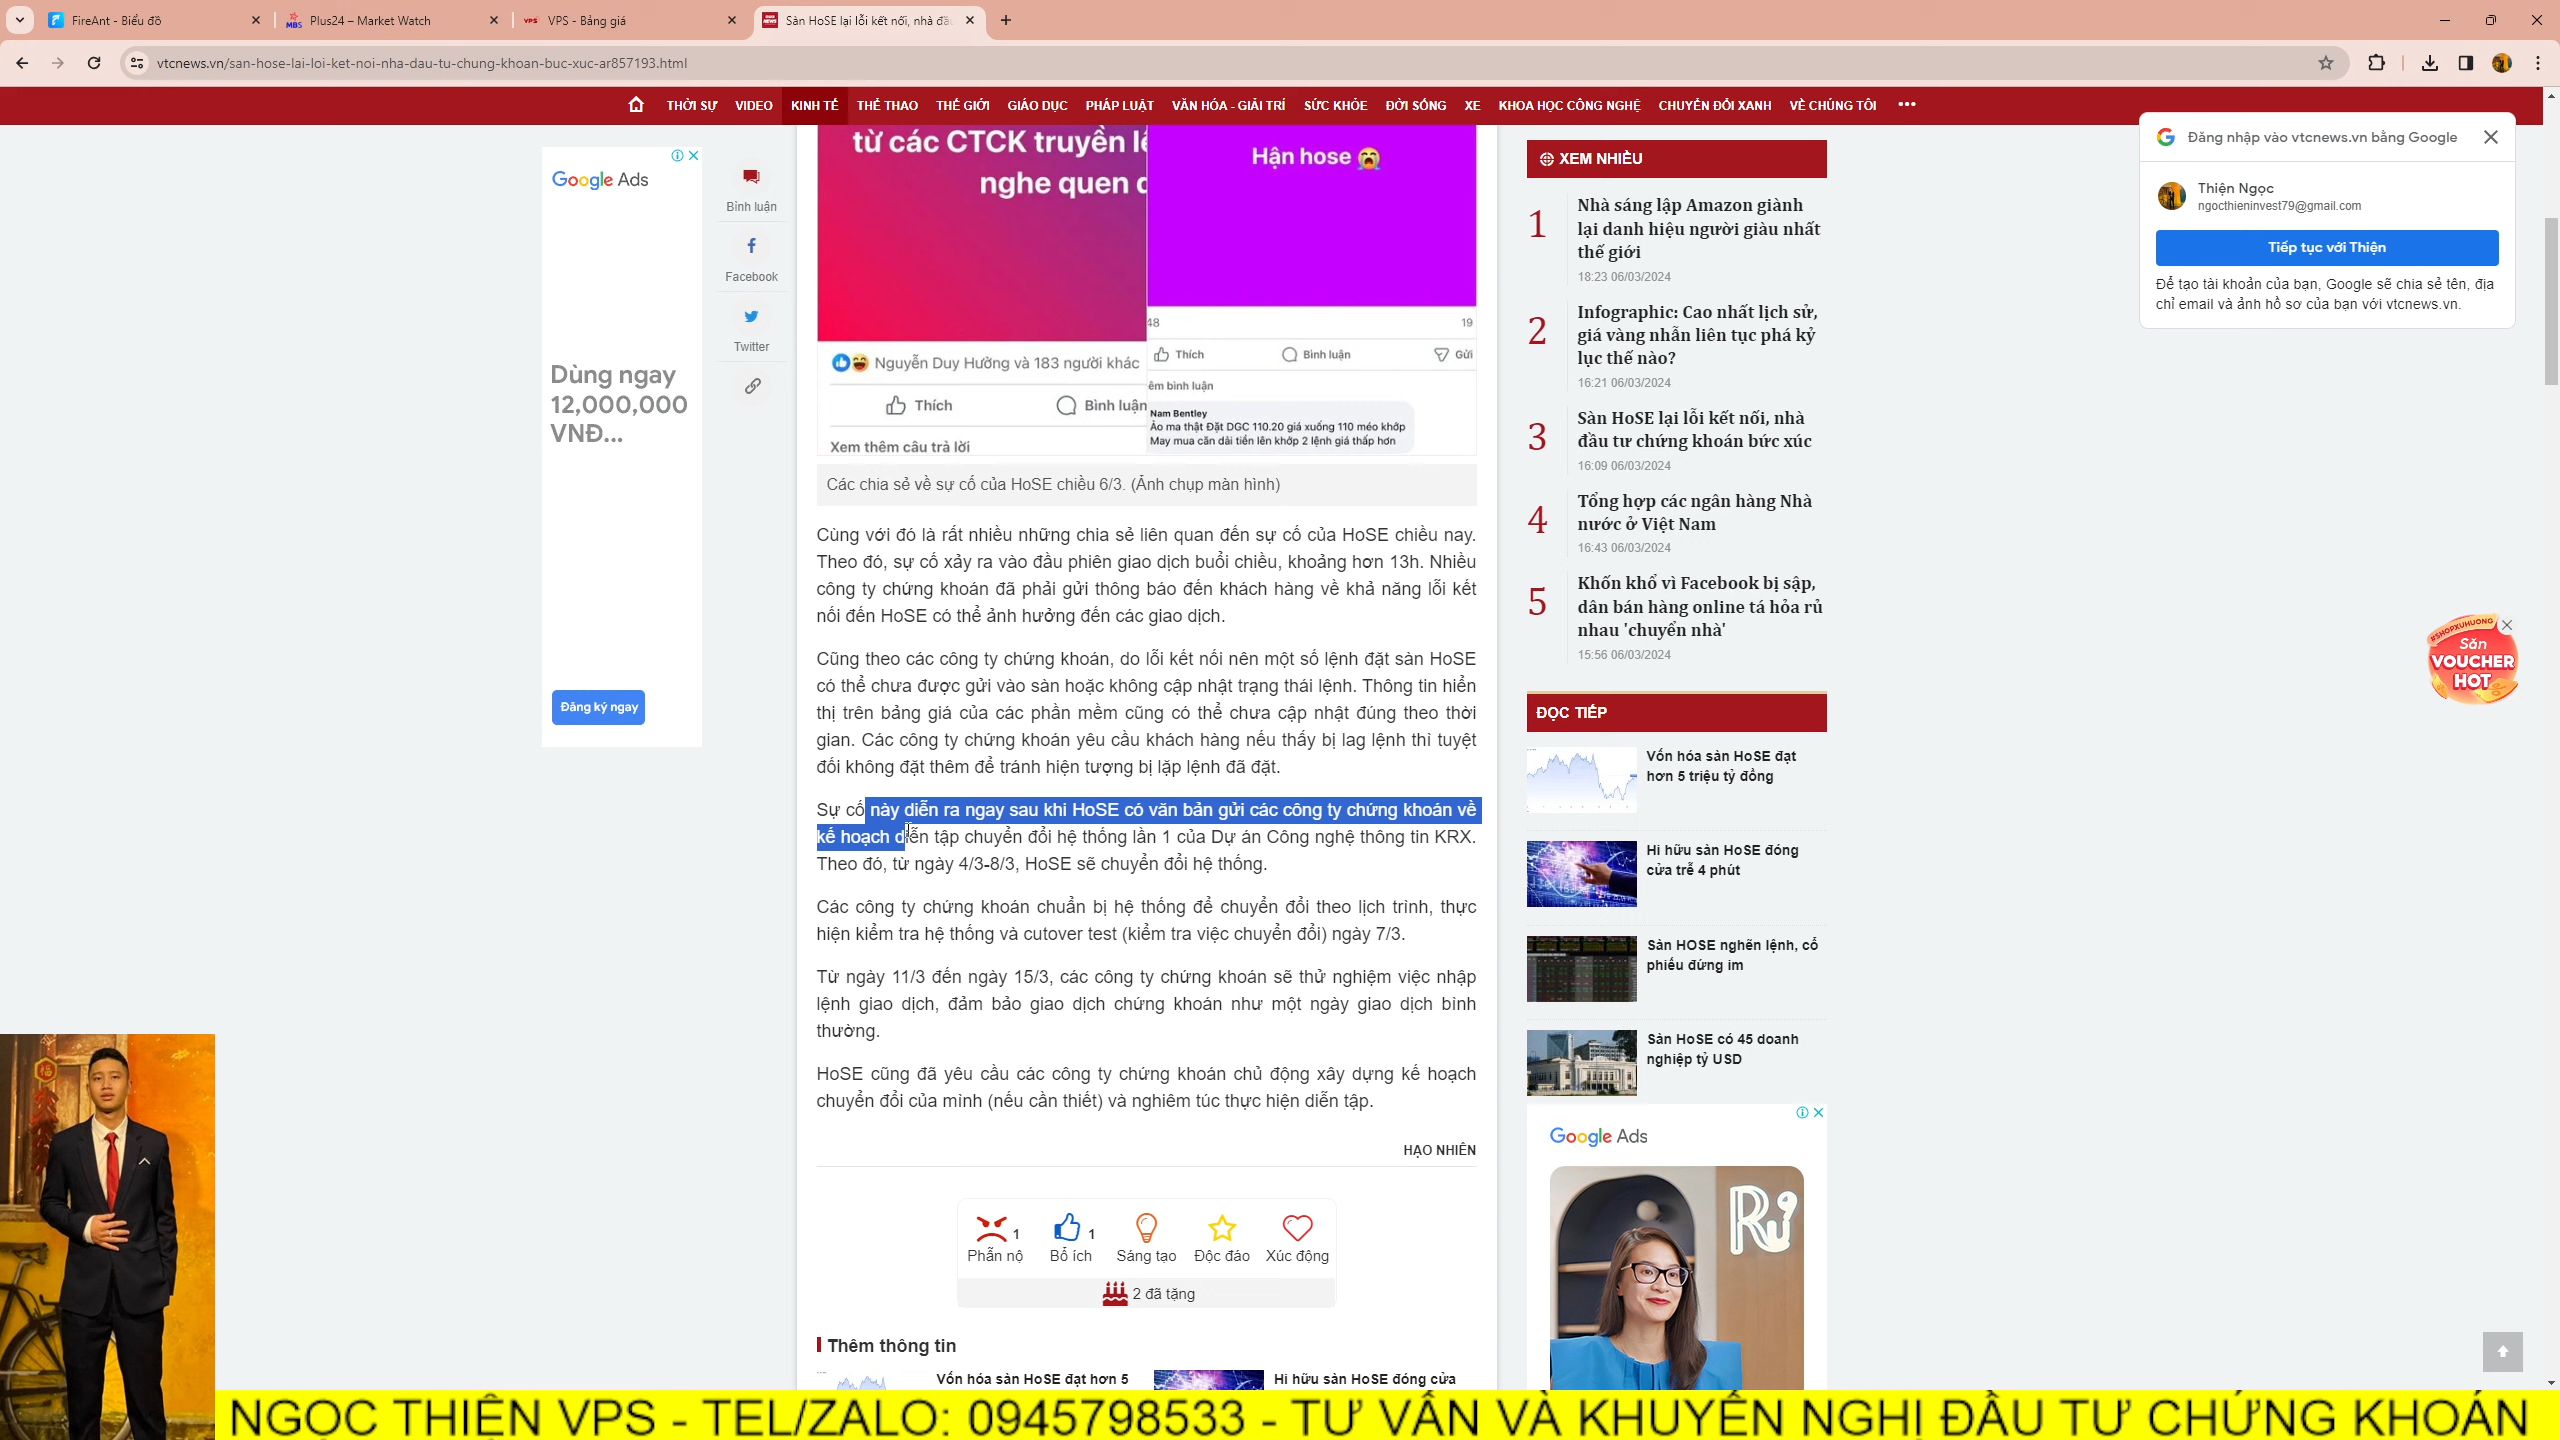 FireAnt - Biểu đồ
Plus24 – Market Watch
VPS - Bảng giá
Sàn HoSE lại lỗi kết nối, nhà đầu
vtcnews.vn/san-hose-lai-loi-ket-noi-nha-dau-tu-chung-khoan-buc-xuc-ar857193.html
THỜI SỰ VIDEO KINH TẾ THỂ THAO THẾ GIỚI GIÁO DỤC PHÁP LUẬT VĂN HÓA - GIẢI TRÍ SỨC KHỎE ĐỜI SỐNG XE KHOA HỌC CÔNG NGHỆ CHUYỂN ĐỔI XANH VỀ CHÚNG TÔI
Google Ads
Dùng ngay
12,000,000
VNĐ...
Đăng ký ngay
Bình luận
Facebook
Twitter
từ các CTCK truyền lê
nghe quen
Nguyễn Duy Hưởng và 183 người khác
Thích Bình luận
Xem thêm câu trả lời
Hận hose
48 19
Thích Bình luận Gửi
êm bình luận
Nam Bentley
Ảo ma thật Đặt DGC 110.20 giá xuống 110 méo khớp
May mua căn dải tiền lên khớp 2 lệnh giá thấp hơn
Các chia sẻ về sự cố của HoSE chiều 6/3. (Ảnh chụp màn hình)
Cùng với đó là rất nhiều những chia sẻ liên quan đến sự cố của HoSE chiều nay.
Theo đó, sự cố xảy ra vào đầu phiên giao dịch buổi chiều, khoảng hơn 13h. Nhiều
công ty chứng khoán đã phải gửi thông báo đến khách hàng về khả năng lỗi kết
nối đến HoSE có thể ảnh hưởng đến các giao dịch.
Cũng theo các công ty chứng khoán, do lỗi kết nối nên một số lệnh đặt sàn HoSE
có thể chưa được gửi vào sàn hoặc không cập nhật trạng thái lệnh. Thông tin hiển
thị trên bảng giá của các phần mềm cũng có thể chưa cập nhật đúng theo thời
gian. Các công ty chứng khoán yêu cầu khách hàng nếu thấy bị lag lệnh thì tuyệt
đối không đặt thêm để tránh hiện tượng bị lặp lệnh đã đặt.
Sự cố này diễn ra ngay sau khi HoSE có văn bản gửi các công ty chứng khoán về
kế hoạch diễn tập chuyển đổi hệ thống lần 1 của Dự án Công nghệ thông tin KRX.
Theo đó, từ ngày 4/3-8/3, HoSE sẽ chuyển đổi hệ thống.
Các công ty chứng khoán chuẩn bị hệ thống để chuyển đổi theo lịch trình, thực
hiện kiểm tra hệ thống và cutover test (kiểm tra việc chuyển đổi) ngày 7/3.
Từ ngày 11/3 đến ngày 15/3, các công ty chứng khoán sẽ thử nghiệm việc nhập
lệnh giao dịch, đảm bảo giao dịch chứng khoán như một ngày giao dịch bình
thường.
HoSE cũng đã yêu cầu các công ty chứng khoán chủ động xây dựng kế hoạch
chuyển đổi của mình (nếu cần thiết) và nghiêm túc thực hiện diễn tập.
HẠO NHIÊN
1 1
Phẫn nộ Bổ ích Sáng tạo Độc đáo Xúc động
2 đã tặng
Thêm thông tin
Vốn hóa sàn HoSE đạt hơn 5
Hi hữu sàn HoSE đóng cửa
XEM NHIỀU
1
Nhà sáng lập Amazon giành
lại danh hiệu người giàu nhất
thế giới
18:23 06/03/2024
2
Infographic: Cao nhất lịch sử,
giá vàng nhẫn liên tục phá kỷ
lục thế nào?
16:21 06/03/2024
3
Sàn HoSE lại lỗi kết nối, nhà
đầu tư chứng khoán bức xúc
16:09 06/03/2024
4
Tổng hợp các ngân hàng Nhà
nước ở Việt Nam
16:43 06/03/2024
5
Khốn khổ vì Facebook bị sập,
dân bán hàng online tá hỏa rủ
nhau 'chuyển nhà'
15:56 06/03/2024
ĐỌC TIẾP
Vốn hóa sàn HoSE đạt
hơn 5 triệu tỷ đồng
Hi hữu sàn HoSE đóng
cửa trễ 4 phút
Sàn HOSE nghẽn lệnh, cổ
phiếu đứng im
Sàn HoSE có 45 doanh
nghiệp tỷ USD
Google Ads
Đăng nhập vào vtcnews.vn bằng Google
Thiện Ngọc
ngocthieninvest79@gmail.com
Tiếp tục với Thiện
Để tạo tài khoản của bạn, Google sẽ chia sẻ tên, địa
chỉ email và ảnh hồ sơ của bạn với vtcnews.vn.
#SHOPXUHUONG
Săn
VOUCHER
HOT
NGỌC THIỆN VPS - TEL/ZALO: 0945798533 - TƯ VẤN VÀ KHUYẾN NGHỊ ĐẦU TƯ CHỨNG KHOÁN